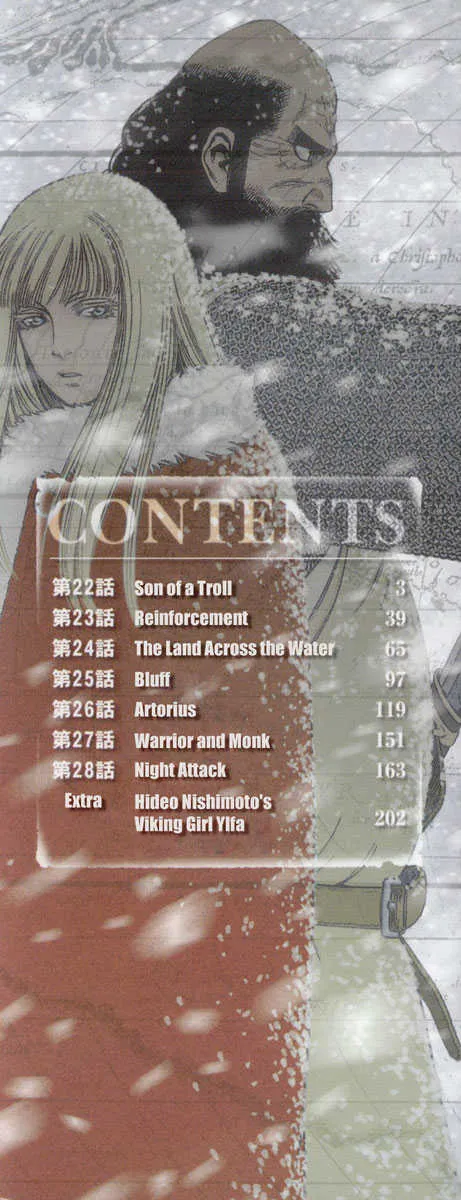 E IN
a Christopho
CONTENTS
第22話 Son of a Troll 3
第23話 Reinforcement 39
第24話 The Land Across the Water 65
第25話 Bluff 97
第26話 Artorius 119
第27話 Warrior and Monk 151
第28話 Night Attack 163
Extra Hideo Nishimoto's
Viking Girl Ylfa 202